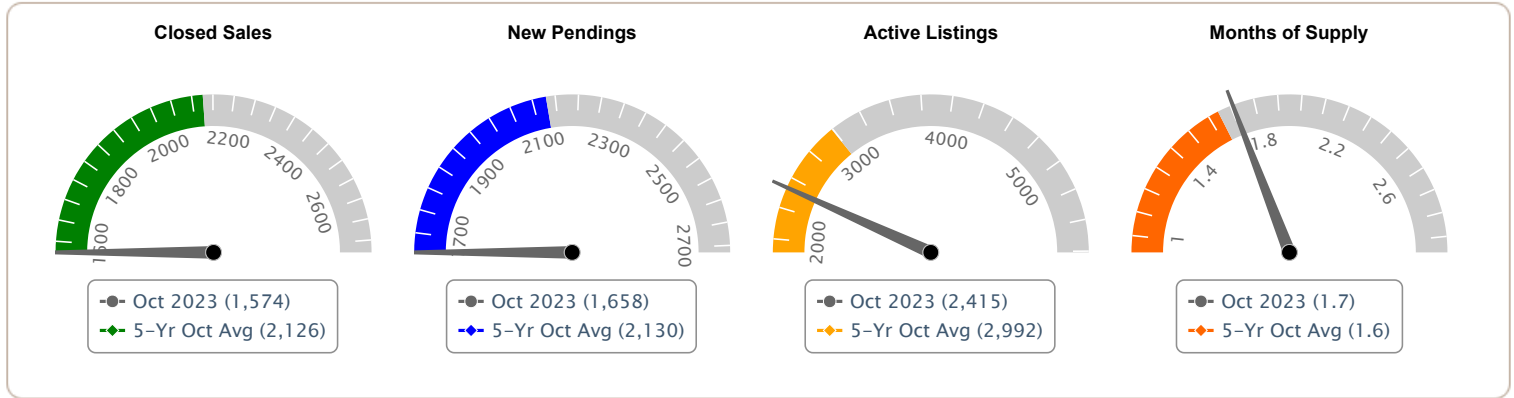 Closed Sales
1600
1800
2000
2200
2400
2600
Oct 2023 (1,574)
5-Yr Oct Avg (2,126)
New Pendings
1900
2100
2300
2500
2700
Oct 2023 (1,658)
5-Yr Oct Avg (2,130)
Active Listings
2000
3000
4000
5000
Oct 2023 (2,415)
5-Yr Oct Avg (2,992)
Months of Supply
1
1.4
1.8
2.2
2.6
Oct 2023 (1.7)
5-Yr Oct Avg (1.6)